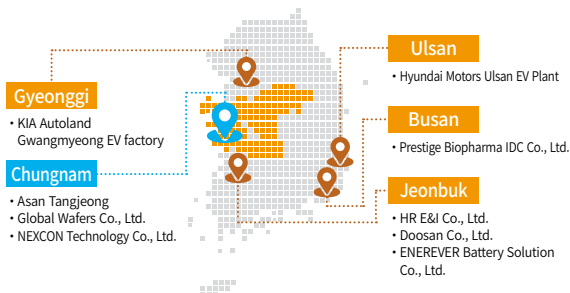 Gyeonggi
• KIA Autoland
Gwangmyeong EV factory
Chungnam
• Asan Tangjeong
• Global Wafers Co., Ltd.
• NEXCON Technology Co., Ltd.
Ulsan
• Hyundai Motors Ulsan EV Plant
Busan
• Prestige Biopharma IDC Co., Ltd.
Jeonbuk
• HR E&I Co., Ltd.
• Doosan Co., Ltd.
• ENEREVER Battery Solution
Co., Ltd.